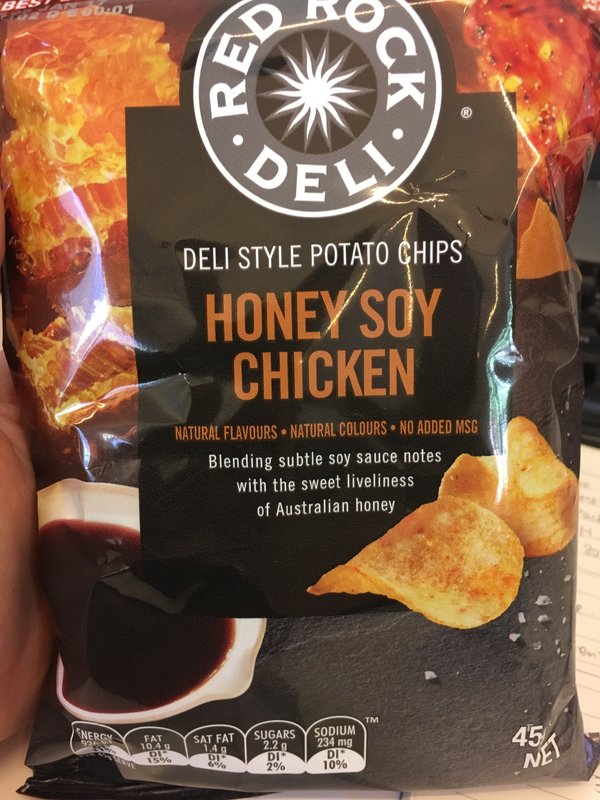 BEST
RED ROCK
DELI
®
DELI STYLE POTATO CHIPS
HONEY SOY
CHICKEN
NATURAL FLAVOURS • NATURAL COLOURS • NO ADDED MSG
Blending subtle soy sauce notes
with the sweet liveliness
of Australian honey
ENERGY
FAT
10.4 g
DI*
15%
SAT FAT
1.4 g
DI*
6%
SUGARS
2.2 g
DI*
2%
SODIUM
234 mg
DI*
10%
TM
45g
NET